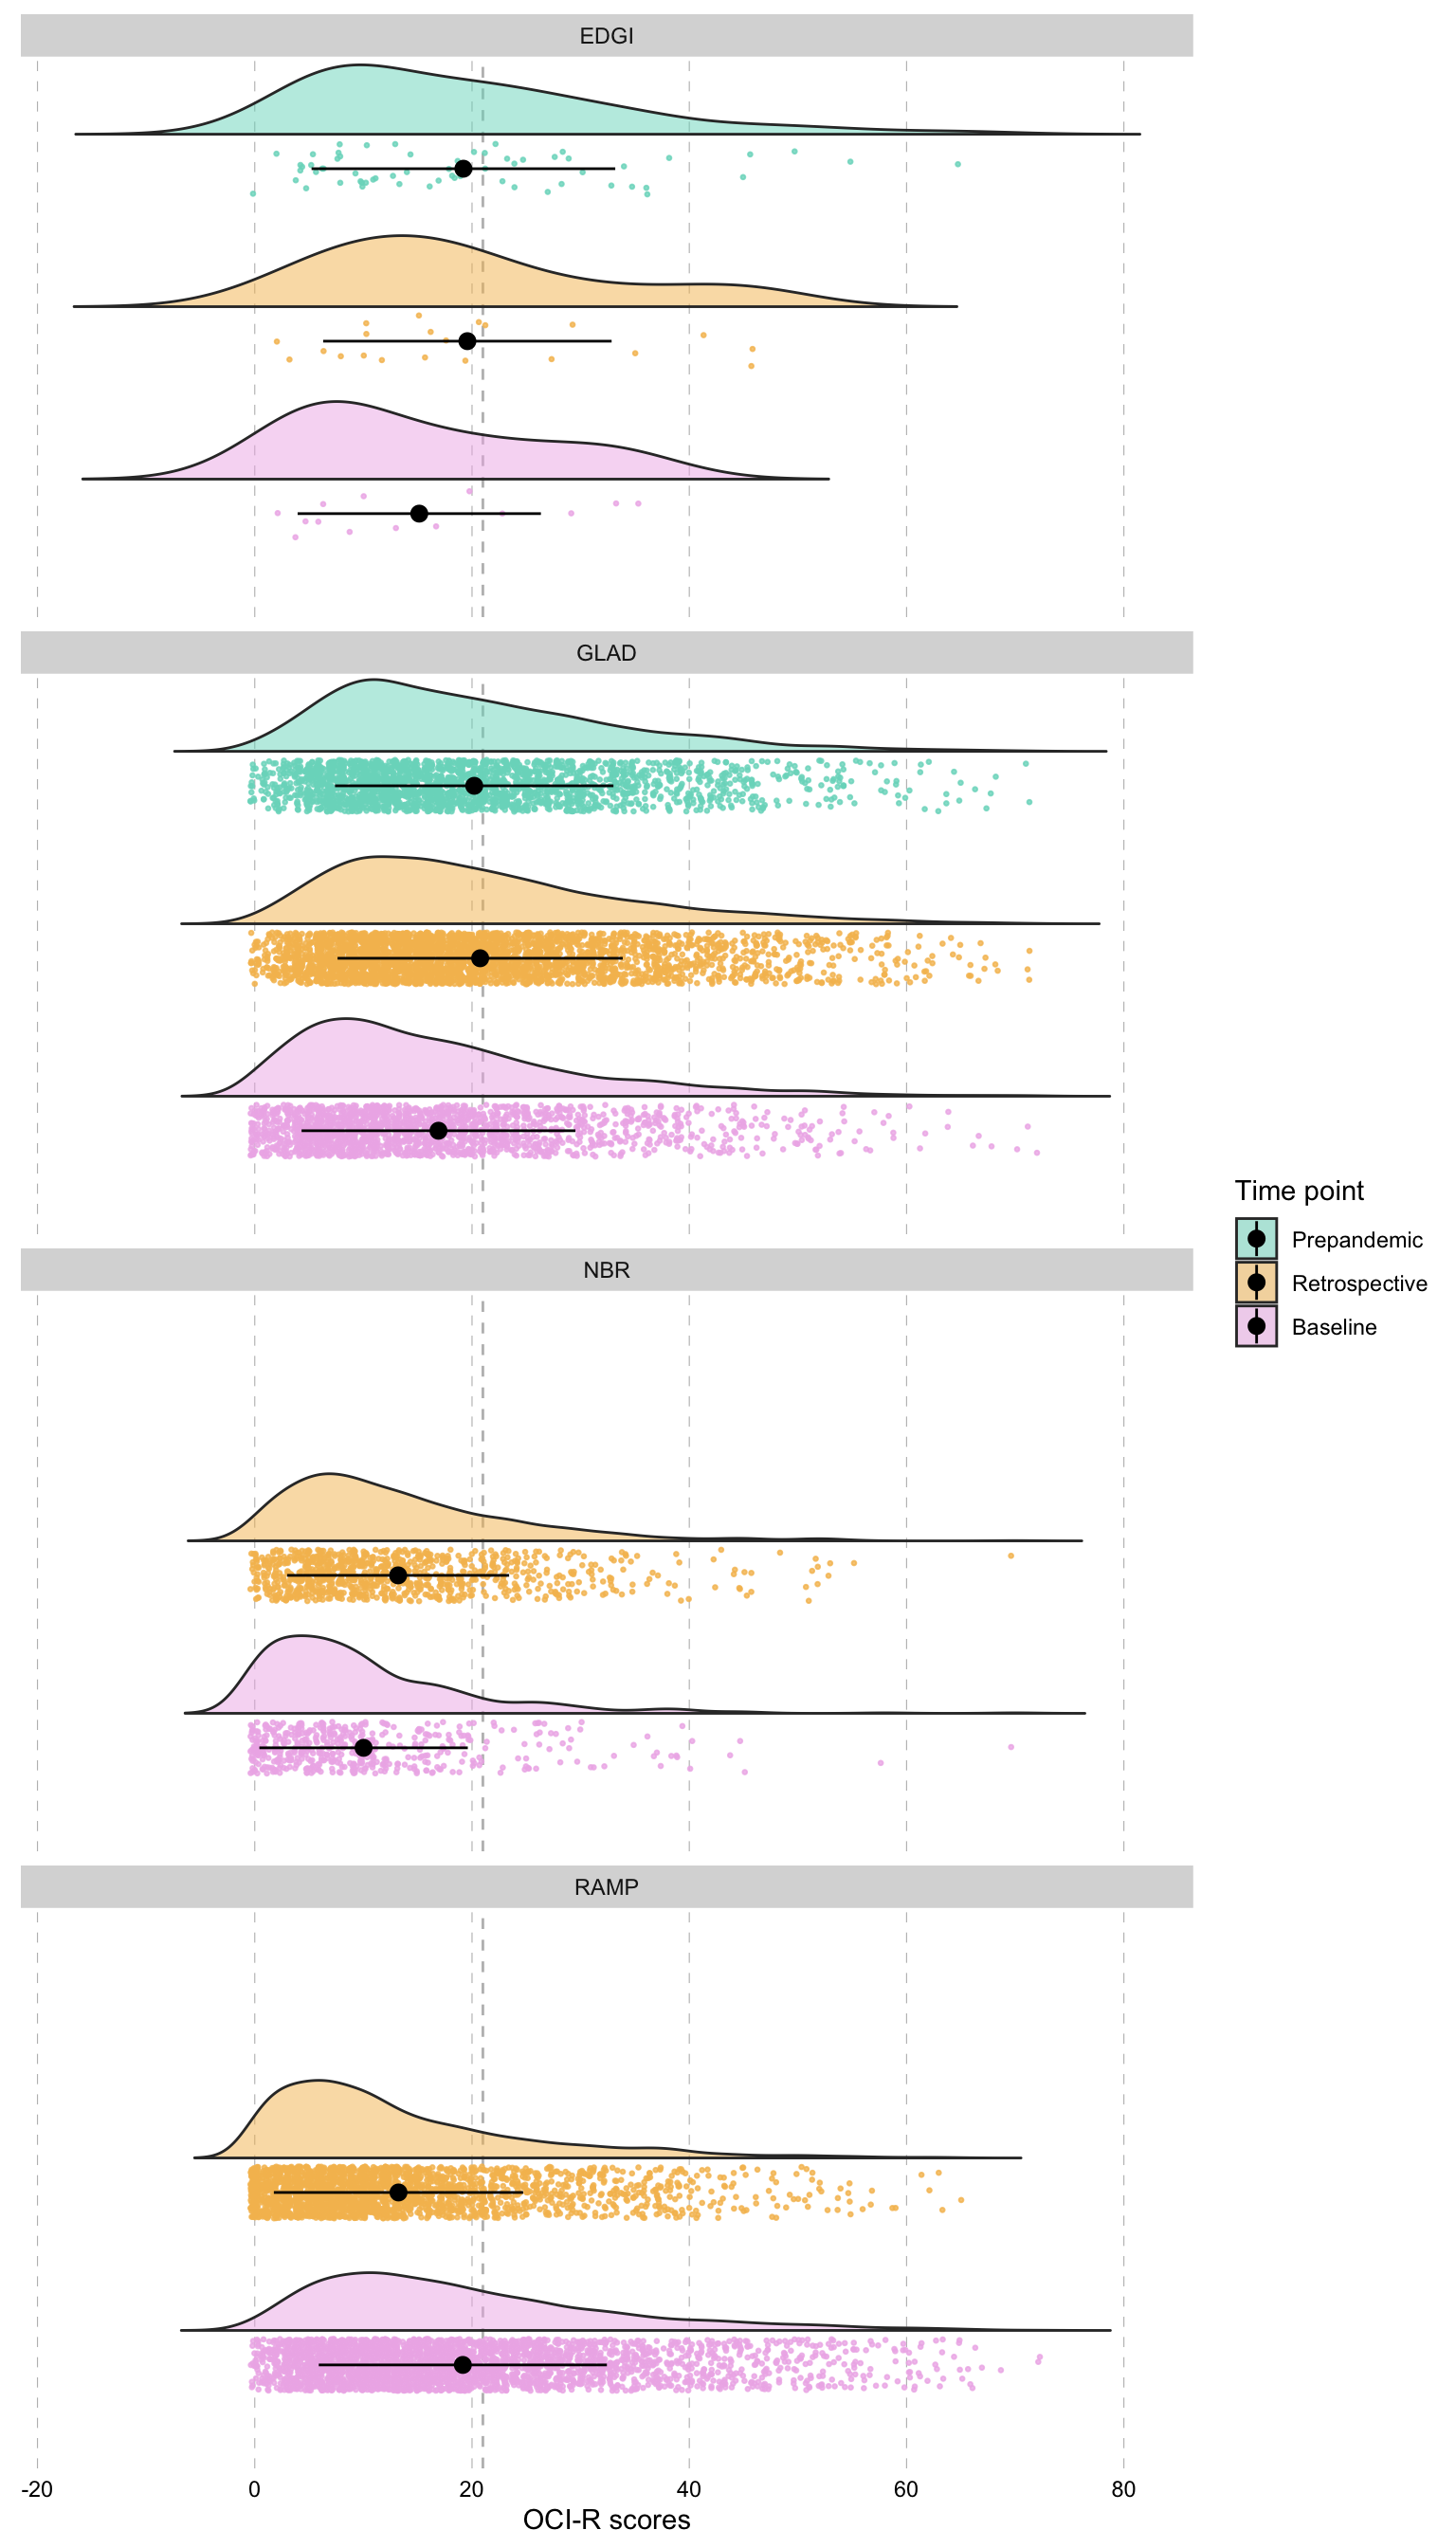 EDGI
GLAD
Time point
Prepandemic
NBR
Retrospective
Baseline
RAMP
-20 0 20 40 60 80
OCI-R scores